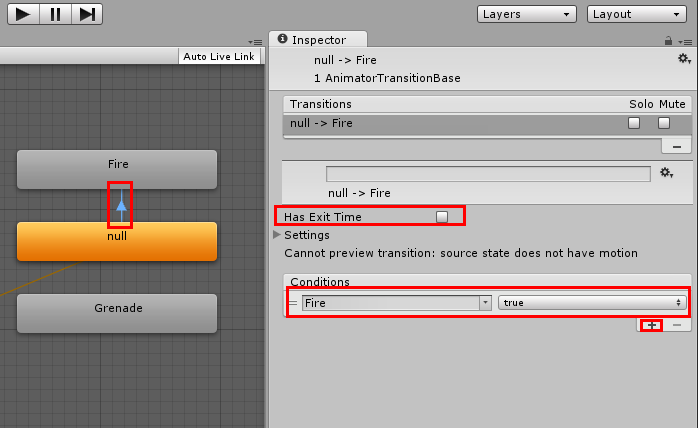 Layers Layout
Auto Live Link
Inspector
null -> Fire
1 AnimatorTransitionBase
Transitions Solo Mute
null -> Fire
null -> Fire
Has Exit Time
Settings
Cannot preview transition: source state does not have motion
Conditions
Fire true
Fire
null
Grenade